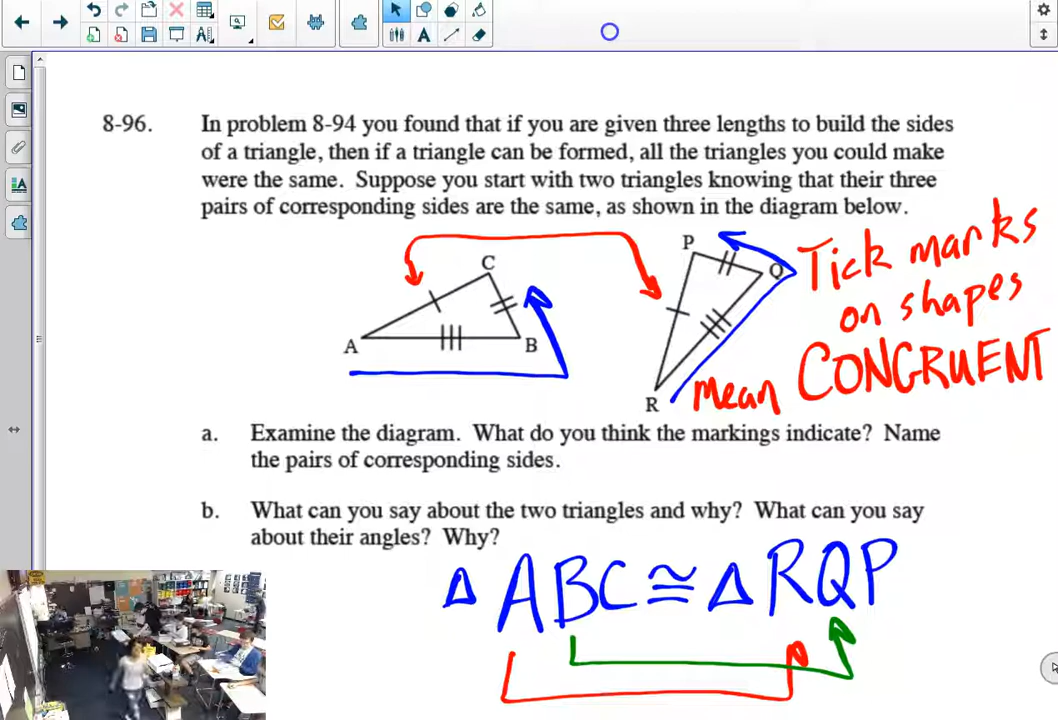 8-96. In problem 8-94 you found that if you are given three lengths to build the sides
of a triangle, then if a triangle can be formed, all the triangles you could make
were the same. Suppose you start with two triangles knowing that their three
pairs of corresponding sides are the same, as shown in the diagram below.
C
A
B
P
Q
R
Tick marks
on shapes
mean CONGRUENT
a. Examine the diagram. What do you think the markings indicate? Name
the pairs of corresponding sides.
b. What can you say about the two triangles and why? What can you say
about their angles? Why?
Δ ABC ≅ Δ RQP